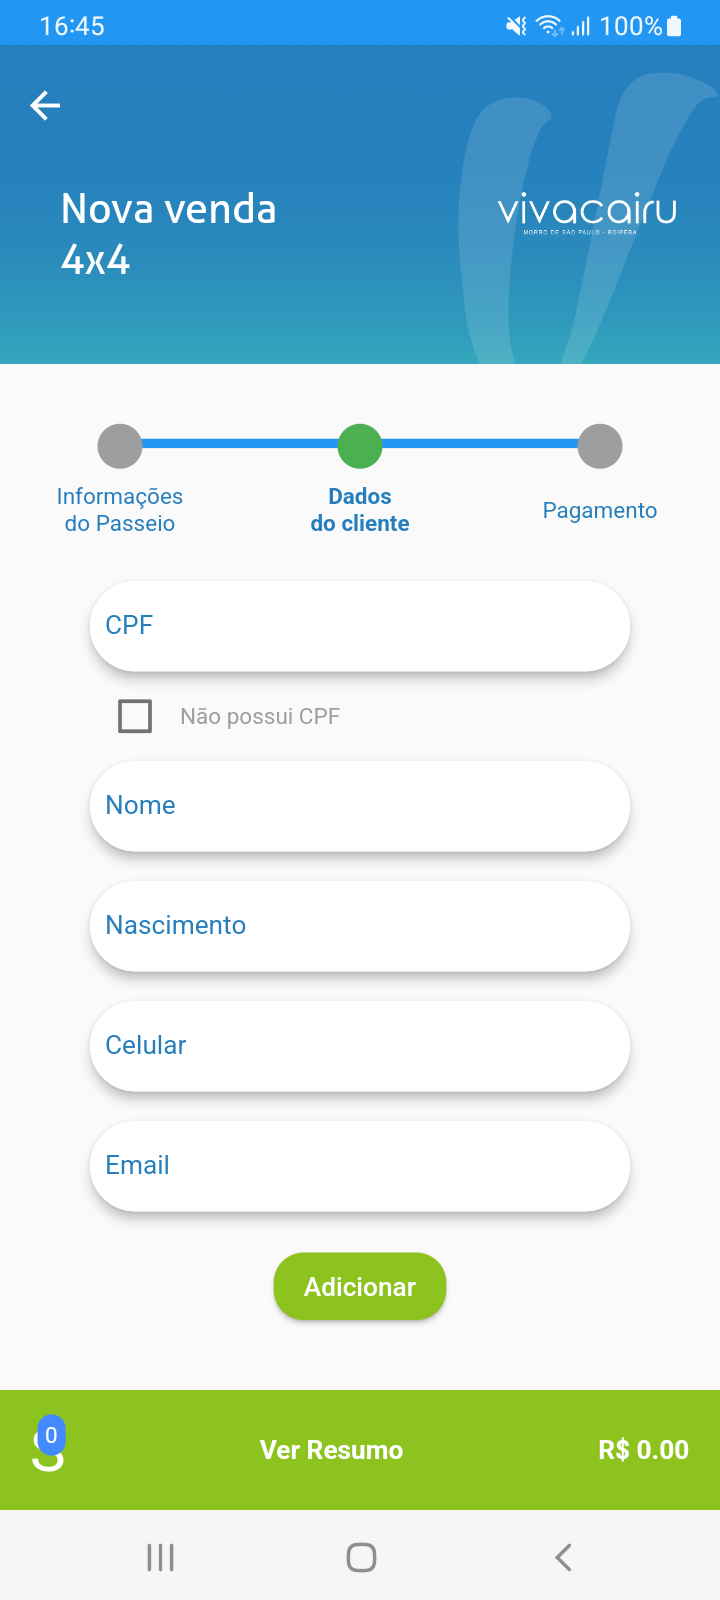 16:45
100%
Nova venda
4x4
vivacairu
MORRO DE SÃO PAULO - BOIPEBA
Informações
do Passeio
Dados
do cliente
Pagamento
CPF
Não possui CPF
Nome
Nascimento
Celular
Email
Adicionar
0
Ver Resumo
R$ 0.00